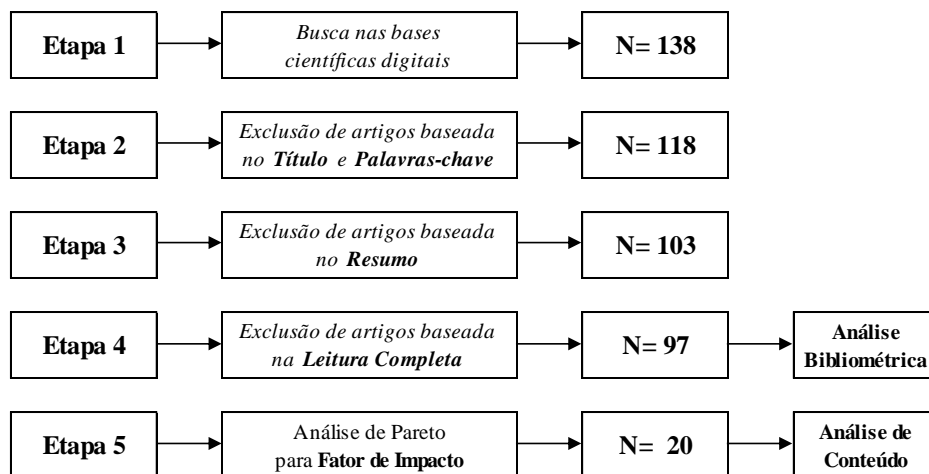 Etapa 1
Busca nas bases
científicas digitais
N= 138
Etapa 2
Exclusão de artigos baseada
no Título e Palavras-chave
N= 118
Etapa 3
Exclusão de artigos baseada
no Resumo
N= 103
Etapa 4
Exclusão de artigos baseada
na Leitura Completa
N= 97
Análise
Bibliométrica
Etapa 5
Análise de Pareto
para Fator de Impacto
N= 20
Análise de
Conteúdo